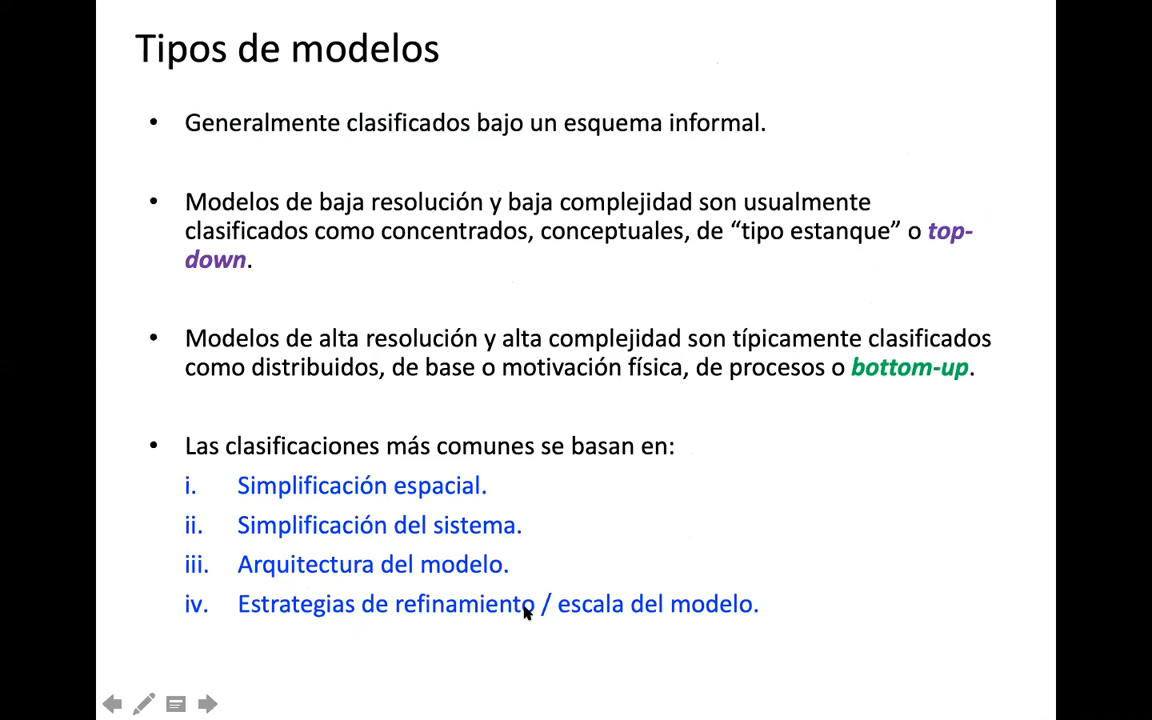 Tipos de modelos
• Generalmente clasificados bajo un esquema informal.
• Modelos de baja resolución y baja complejidad son usualmente
clasificados como concentrados, conceptuales, de “tipo estanque” o top-
down.
• Modelos de alta resolución y alta complejidad son típicamente clasificados
como distribuidos, de base o motivación física, de procesos o bottom-up.
• Las clasificaciones más comunes se basan en:
i. Simplificación espacial.
ii. Simplificación del sistema.
iii. Arquitectura del modelo.
iv. Estrategias de refinamiento / escala del modelo.